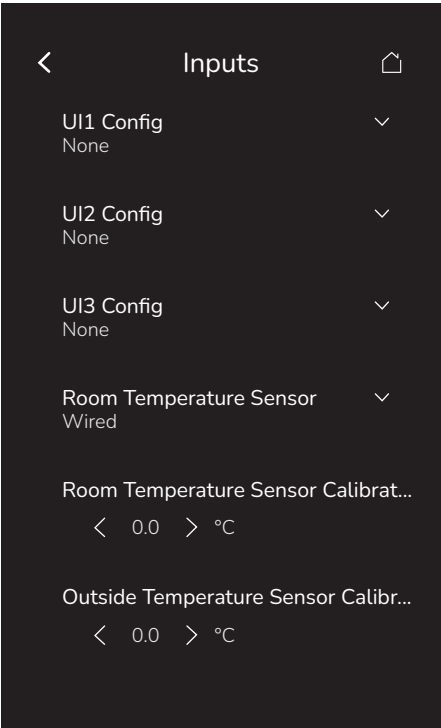 Inputs
UI1 Config
None
UI2 Config
None
UI3 Config
None
Room Temperature Sensor
Wired
Room Temperature Sensor Calibrat...
0.0 °C
Outside Temperature Sensor Calibr...
0.0 °C